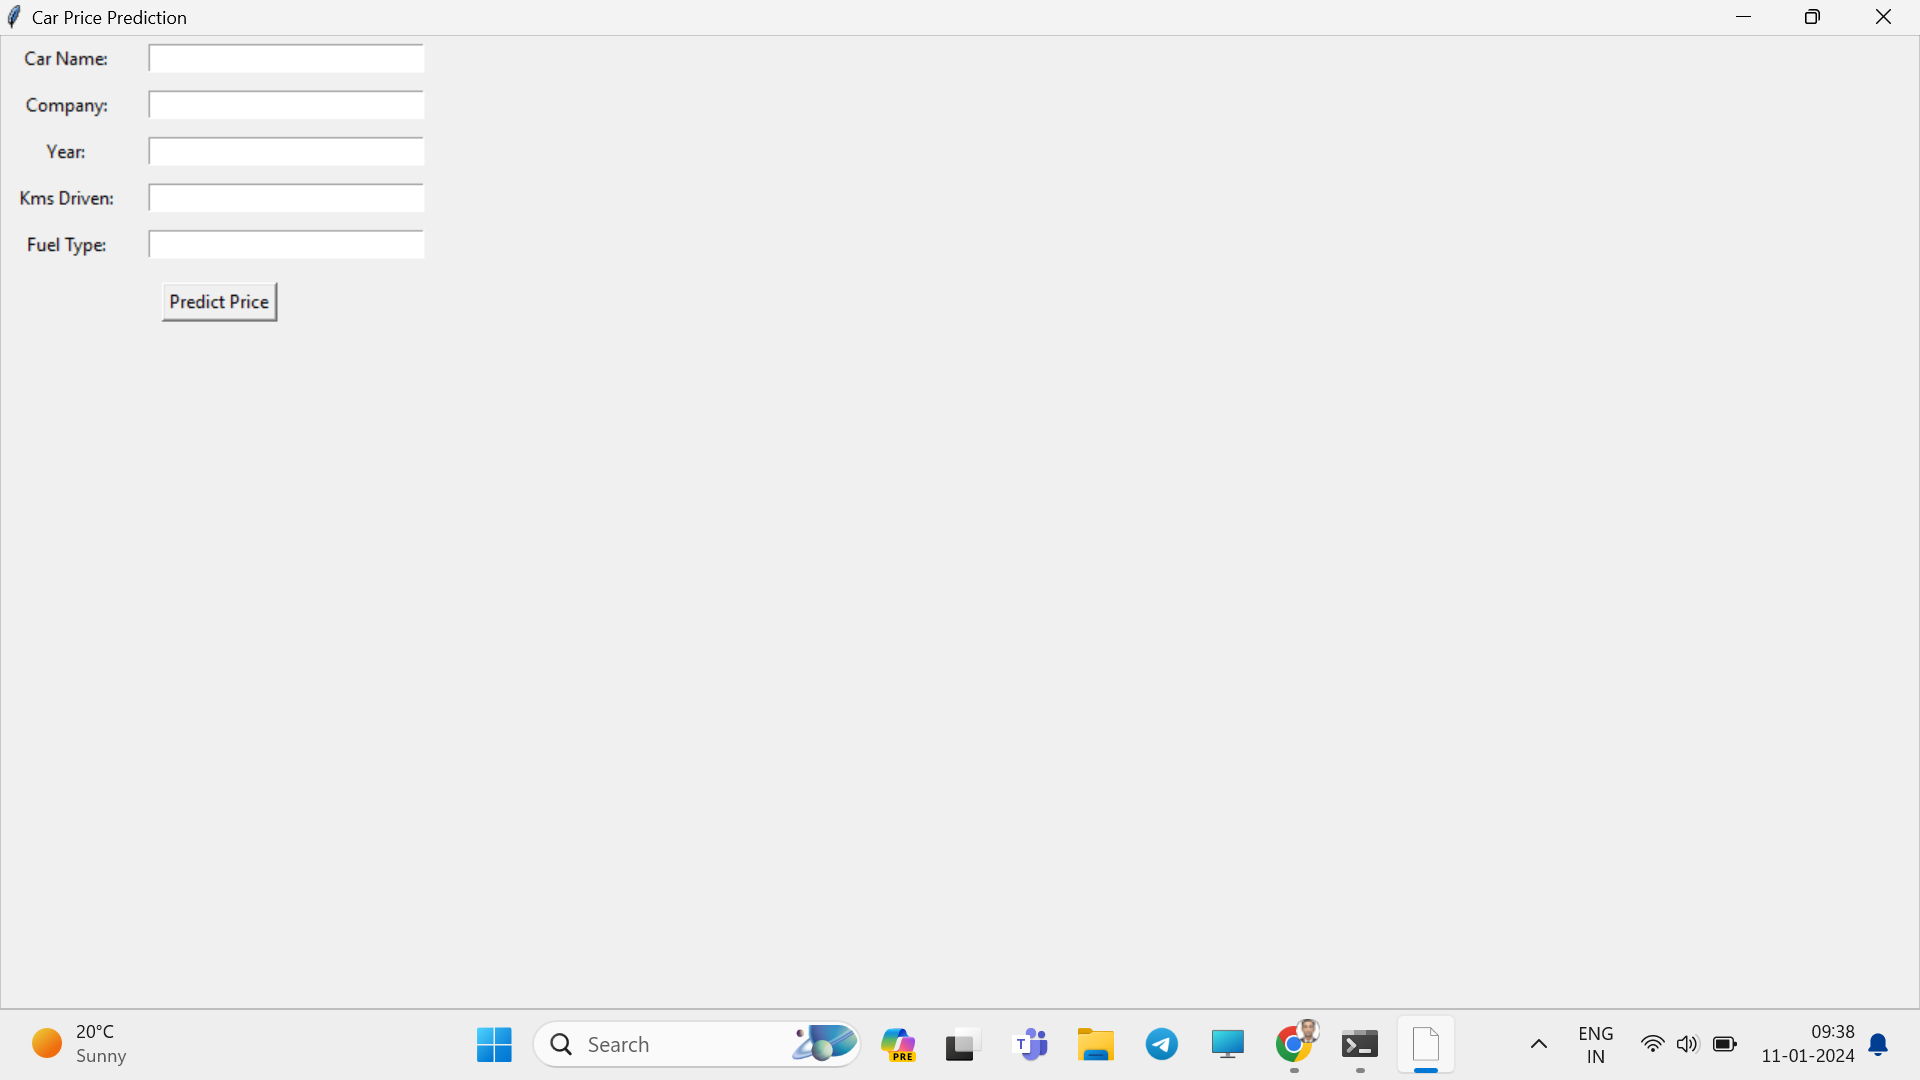 Car Price Prediction
Car Name:
Company:
Year:
Kms Driven:
Fuel Type:
Predict Price
20°C
Sunny
Search
PRE
T
ENG
IN
09:38
11-01-2024